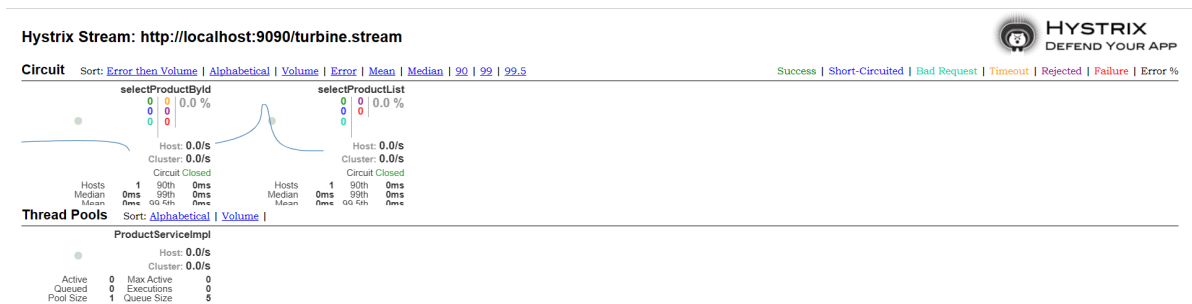 Hystrix Stream: http://localhost:9090/turbine.stream
HYSTRIX
DEFEND YOUR APP
Circuit Sort: Error then Volume | Alphabetical | Volume | Error | Mean | Median | 90 | 99 | 99.5
Success | Short-Circuited | Bad Request | Timeout | Rejected | Failure | Error %
selectProductById
0 0 0.0 %
0 0
0 0
Host: 0.0/s
Cluster: 0.0/s
Circuit Closed
Hosts 1 90th 0ms
Median 0ms 99th 0ms
Mean 0ms 99.5th 0ms
selectProductList
0 0 0.0 %
0 0
0
Host: 0.0/s
Cluster: 0.0/s
Circuit Closed
Hosts 1 90th 0ms
Median 0ms 99th 0ms
Mean 0ms 99.5th 0ms
Thread Pools Sort: Alphabetical | Volume |
ProductServiceImpl
Host: 0.0/s
Cluster: 0.0/s
Active 0 Max Active 0
Queued 0 Executions 0
Pool Size 1 Queue Size 5